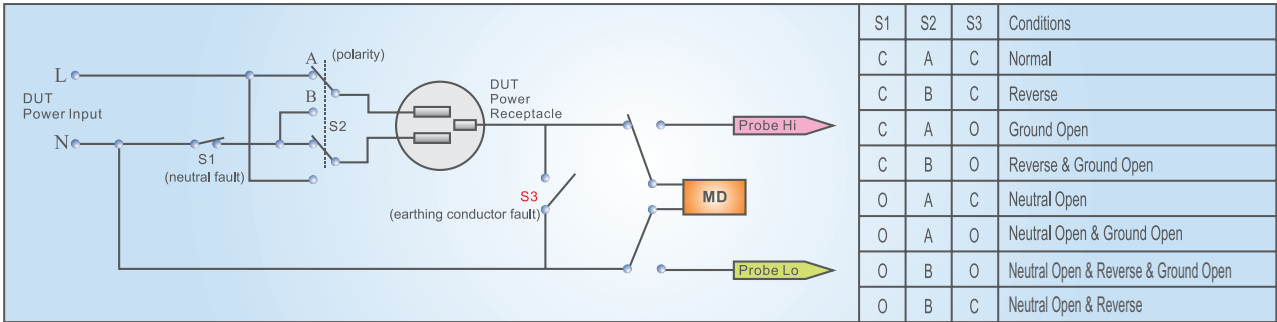 L
DUT
Power Input
N
S1
(neutral fault)
A
(polarity)
B
S2
DUT
Power
Receptacle
S3
(earthing conductor fault)
Probe Hi
MD
Probe Lo
S1 S2 S3 Conditions
C A C Normal
C B C Reverse
C A O Ground Open
C B O Reverse & Ground Open
O A C Neutral Open
O A O Neutral Open & Ground Open
O B O Neutral Open & Reverse & Ground Open
O B C Neutral Open & Reverse